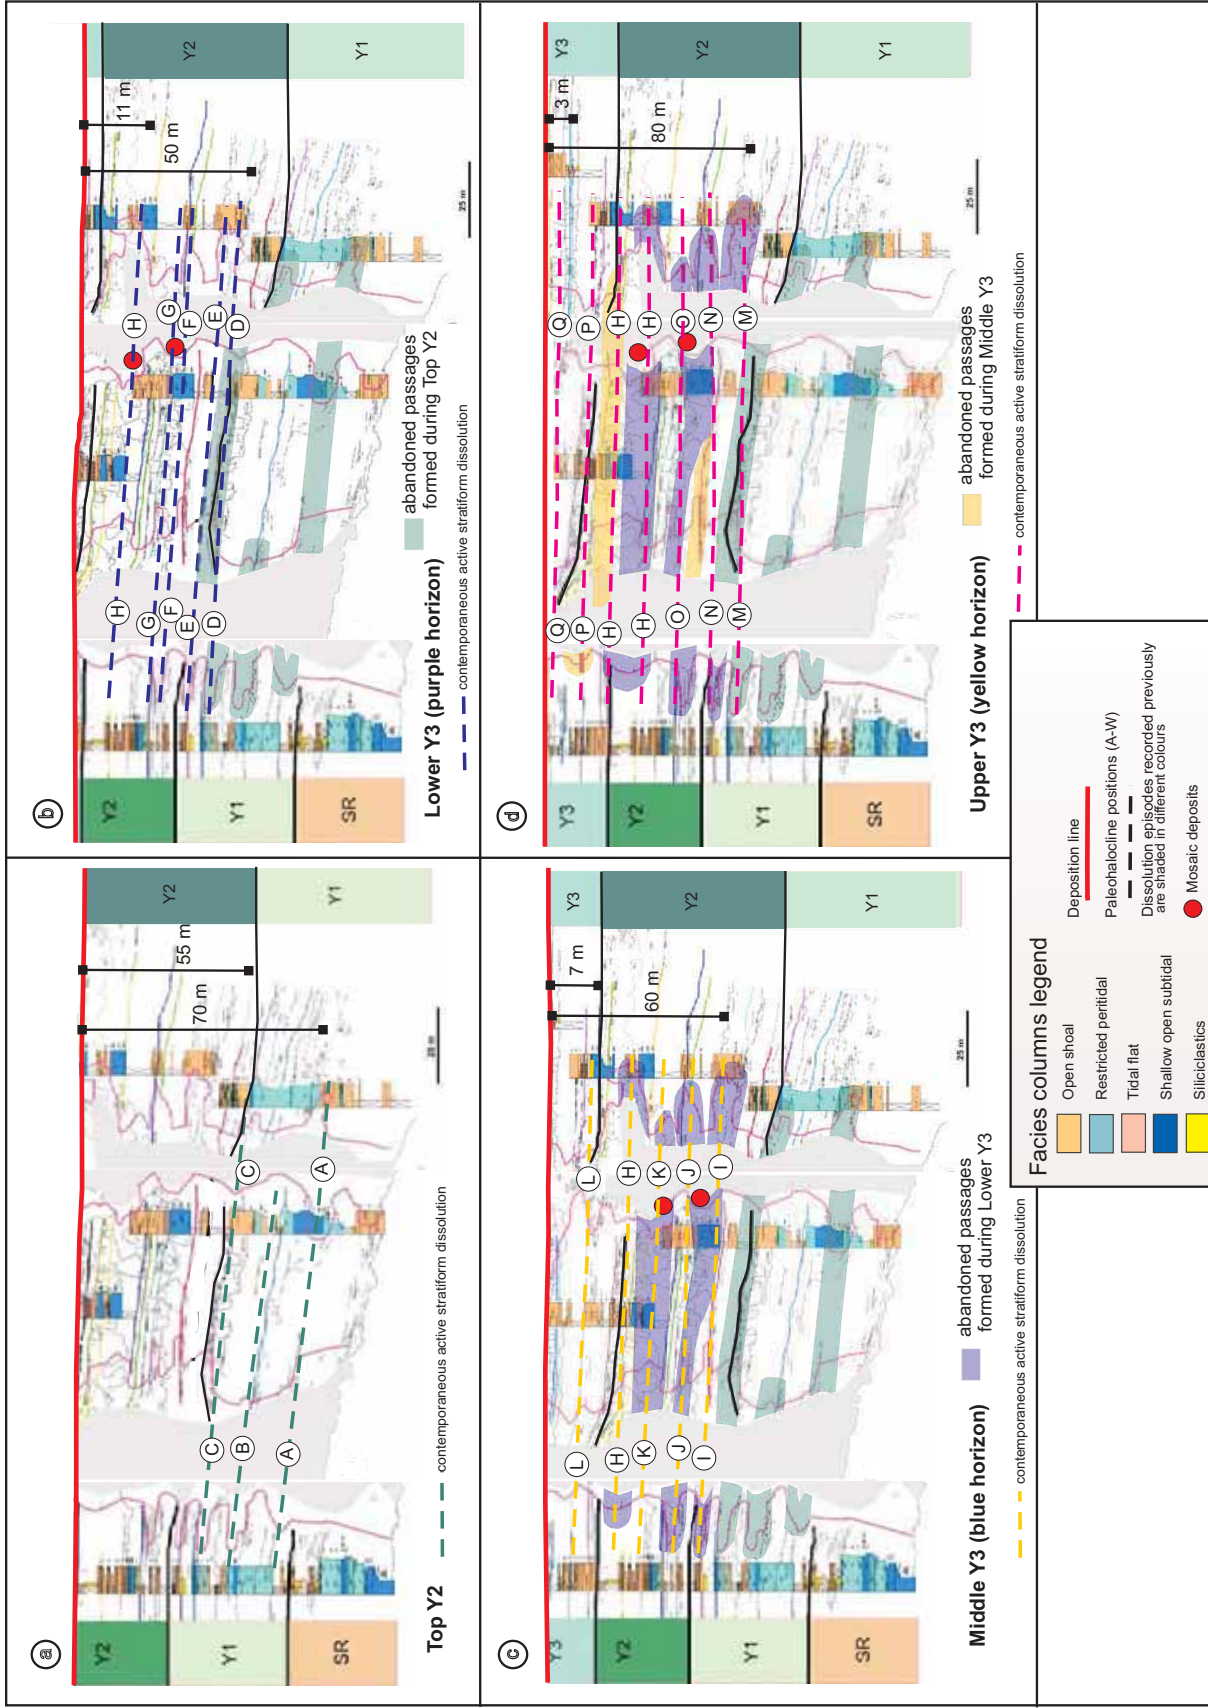 a
Y2
Y1
SR
Y2
Y1
55 m
70 m
C
B
A
C
A
25 m
Top Y2
contemporaneous active stratiform dissolution
b
Y2
Y1
SR
Y2
Y1
11 m
50 m
H
G
F
E
D
H
G
F
E
D
25 m
Lower Y3 (purple horizon)
abandoned passages
formed during Top Y2
contemporaneous active stratiform dissolution
c
Y3
Y2
Y1
SR
Y3
Y2
Y1
7 m
60 m
L
H
K
J
I
L
H
K
J
I
25 m
Middle Y3 (blue horizon)
abandoned passages
formed during Lower Y3
contemporaneous active stratiform dissolution
d
Y3
Y2
Y1
SR
Y3
Y2
Y1
3 m
80 m
Q
P
H
H
O
N
M
Q
P
H
H
O
N
M
25 m
Upper Y3 (yellow horizon)
abandoned passages
formed during Middle Y3
contemporaneous active stratiform dissolution
Facies columns legend
Open shoal
Restricted peritidal
Tidal flat
Shallow open subtidal
Siliciclastics
Deposition line
Paleohalocline positions (A-W)
Dissolution episodes recorded previously
are shaded in different colours
Mosaic deposits